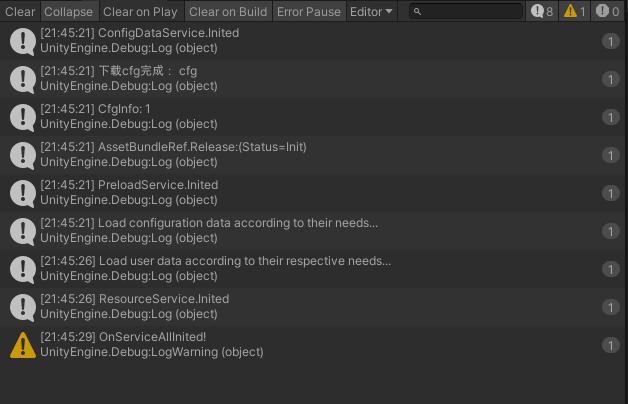 Clear Collapse Clear on Play Clear on Build Error Pause Editor 8 1 0
[21:45:21] ConfigDataService.Inited
UnityEngine.Debug:Log (object)
1
[21:45:21] 下载cfg完成： cfg
UnityEngine.Debug:Log (object)
1
[21:45:21] CfgInfo: 1
UnityEngine.Debug:Log (object)
1
[21:45:21] AssetBundleRef.Release:(Status=Init)
UnityEngine.Debug:Log (object)
1
[21:45:21] PreloadService.Inited
UnityEngine.Debug:Log (object)
1
[21:45:21] Load configuration data according to their needs...
UnityEngine.Debug:Log (object)
1
[21:45:26] Load user data according to their respective needs...
UnityEngine.Debug:Log (object)
1
[21:45:26] ResourceService.Inited
UnityEngine.Debug:Log (object)
1
[21:45:29] OnServiceAllInited!
UnityEngine.Debug:LogWarning (object)
1